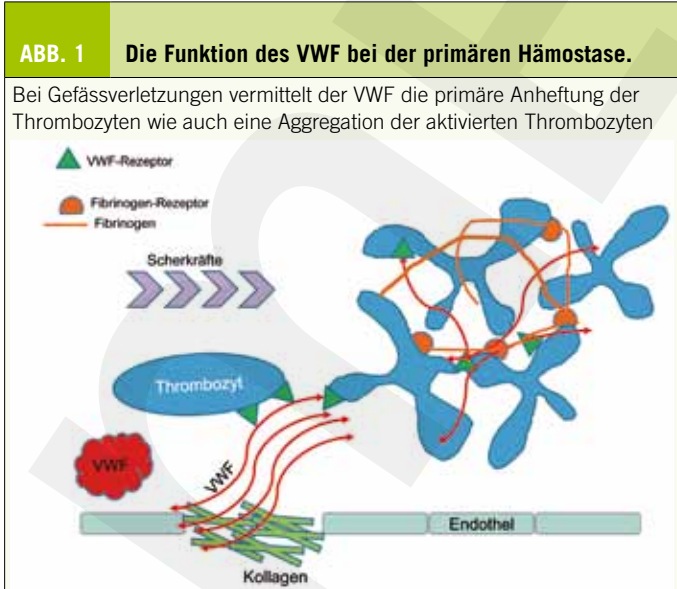 ABB. 1 Die Funktion des VWF bei der primären Hämostase.
Bei Gefässverletzungen vermittelt der VWF die primäre Anheftung der
Thrombozyten wie auch eine Aggregation der aktivierten Thrombozyten
VWF-Rezeptor
Fibrinogen-Rezeptor
Fibrinogen
Scherkräfte
Thrombozyt
VWF
VWF
Endothel
Kollagen